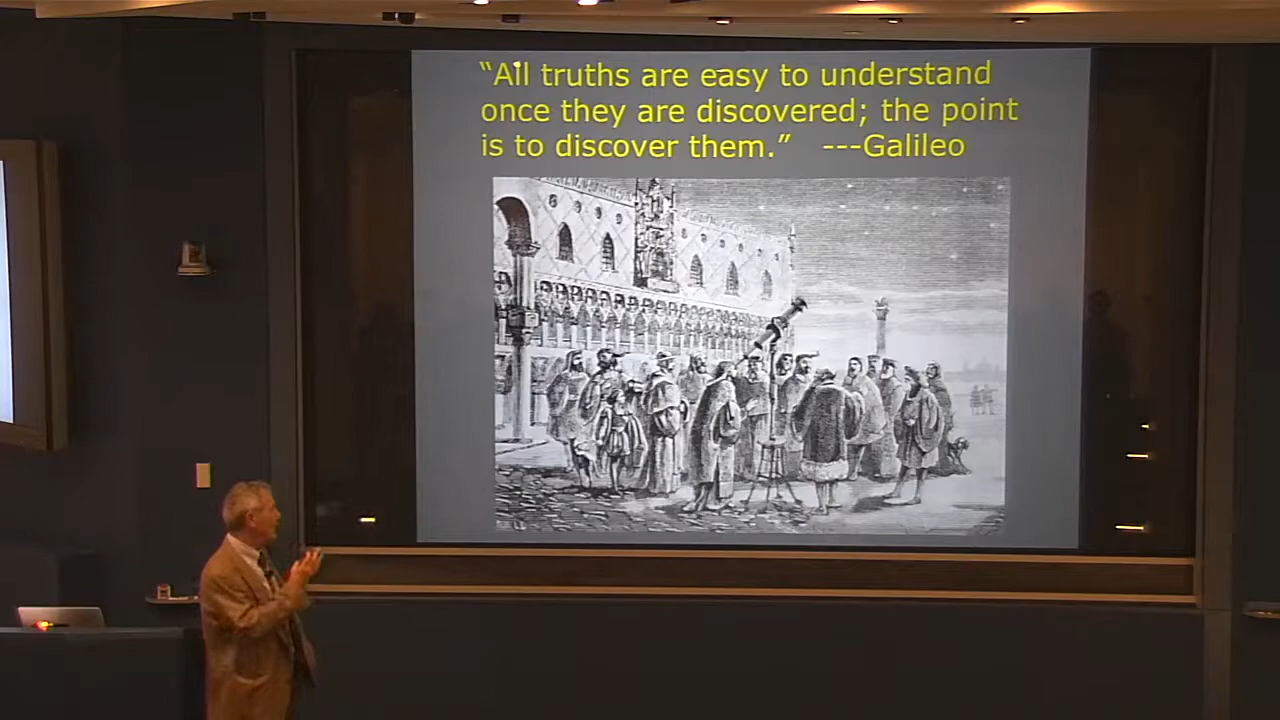 “All truths are easy to understand
once they are discovered; the point
is to discover them.” ---Galileo